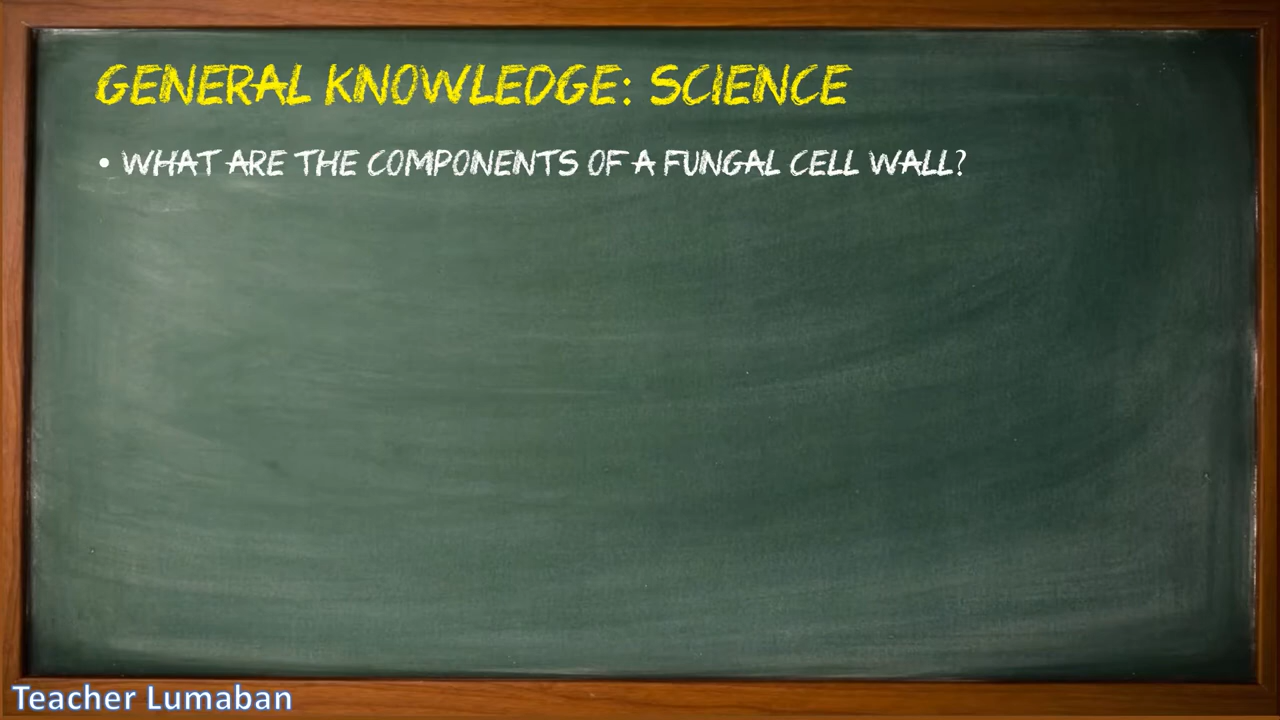 GENERAL KNOWLEDGE: SCIENCE
• WHAT ARE THE COMPONENTS OF A FUNGAL CELL WALL?
Teacher Lumaban